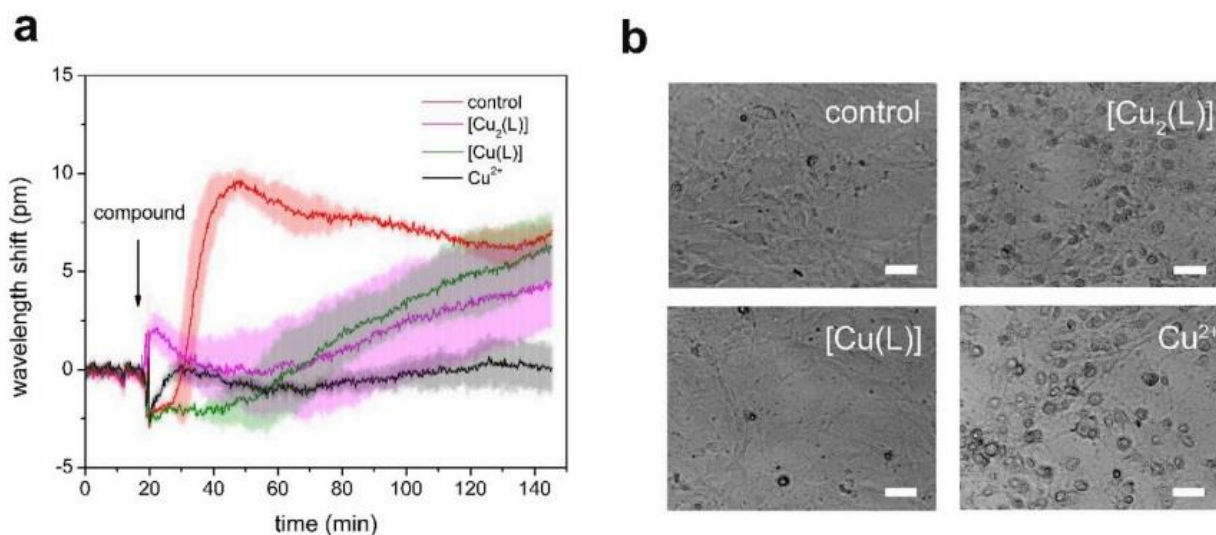 a
b
15
10
5
0
-5
wavelength shift (pm)
0
20
40
60
80
100
120
140
time (min)
compound
control
[Cu₂(L)]
[Cu(L)]
Cu²⁺
control
[Cu₂(L)]
[Cu(L)]
Cu²⁺